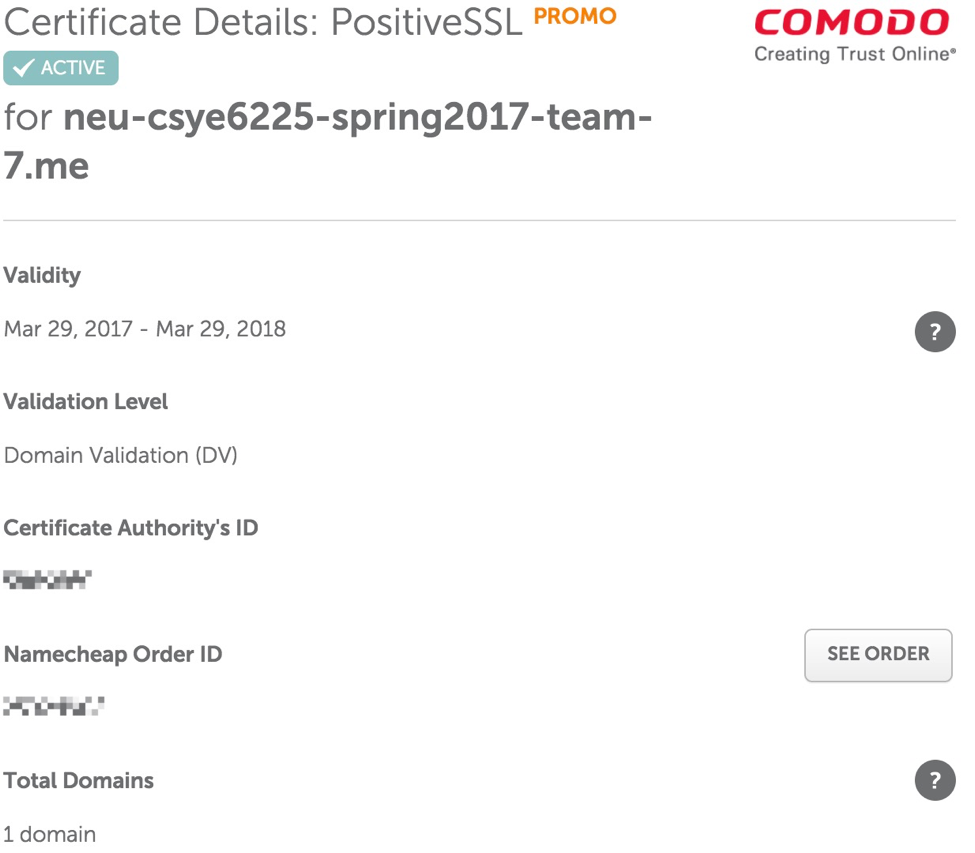 Certificate Details: PositiveSSL PROMO
COMODO
Creating Trust Online®
ACTIVE
for neu-csye6225-spring2017-team-
7.me
Validity
Mar 29, 2017 - Mar 29, 2018
?
Validation Level
Domain Validation (DV)
Certificate Authority's ID
Namecheap Order ID
SEE ORDER
Total Domains
?
1 domain